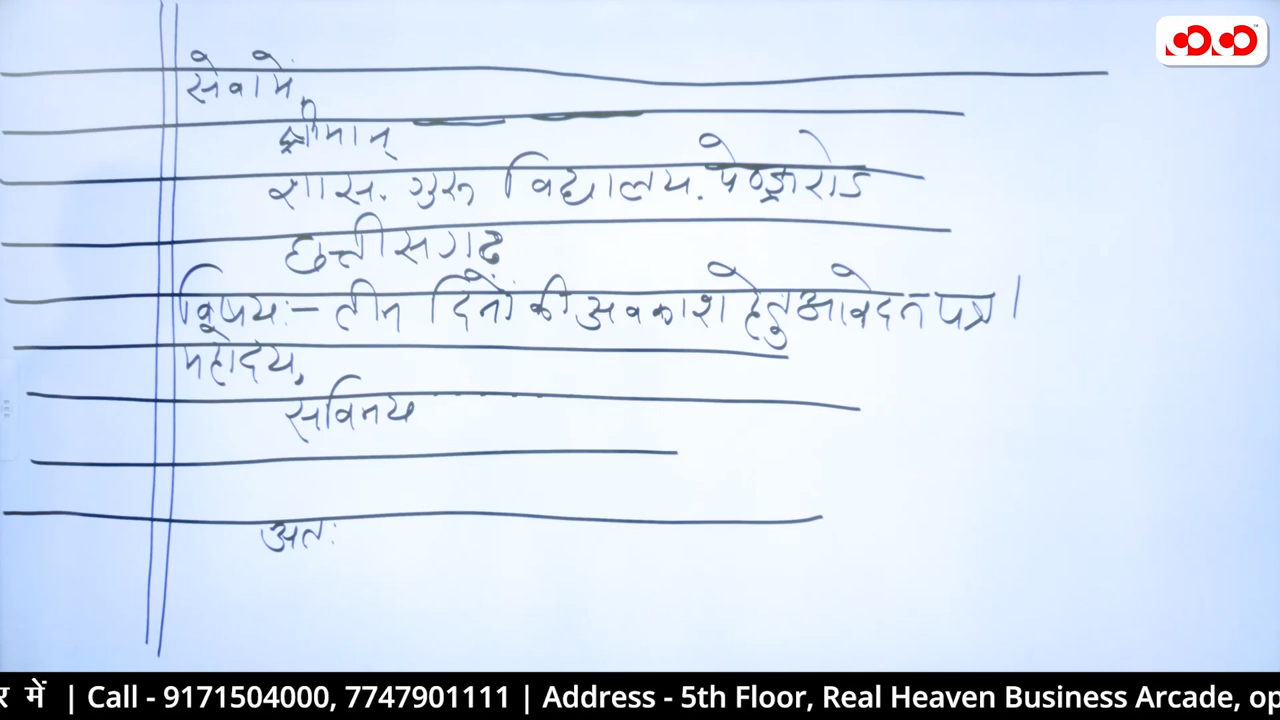 सेवामें,
श्रीमान्
शास. गुरु विद्यालय. पेण्ड्रारोड
छत्तीसगढ
विषय:- तीन दिनों की अवकाश हेतु आवेदन पत्र।
महोदय,
सविनय
अत:
र में | Call - 9171504000, 7747901111 | Address - 5th Floor, Real Heaven Business Arcade, op